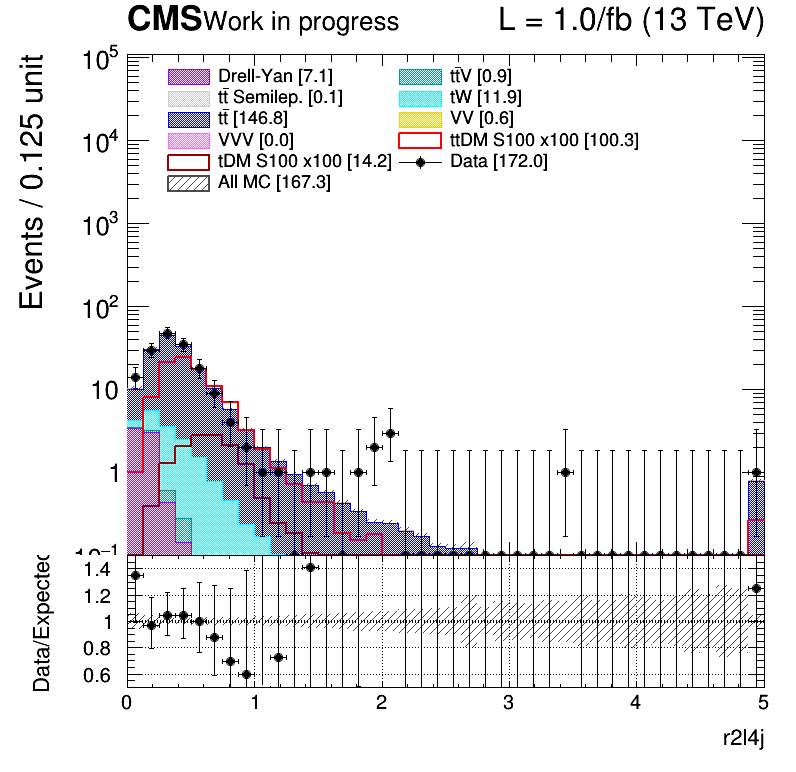 CMS Work in progress L = 1.0/fb (13 TeV)
Events / 0.125 unit
10⁵
10⁴
10³
10²
10
1
10⁻¹
Drell-Yan [7.1]
tt̄ Semilep. [0.1]
tt̄ [146.8]
VVV [0.0]
tDM S100 x100 [14.2]
All MC [167.3]
tt̄V [0.9]
tW [11.9]
VV [0.6]
ttDM S100 x100 [100.3]
Data [172.0]
Data/Expected
1.4
1.2
1
0.8
0.6
0 1 2 3 4 5
r2l4j